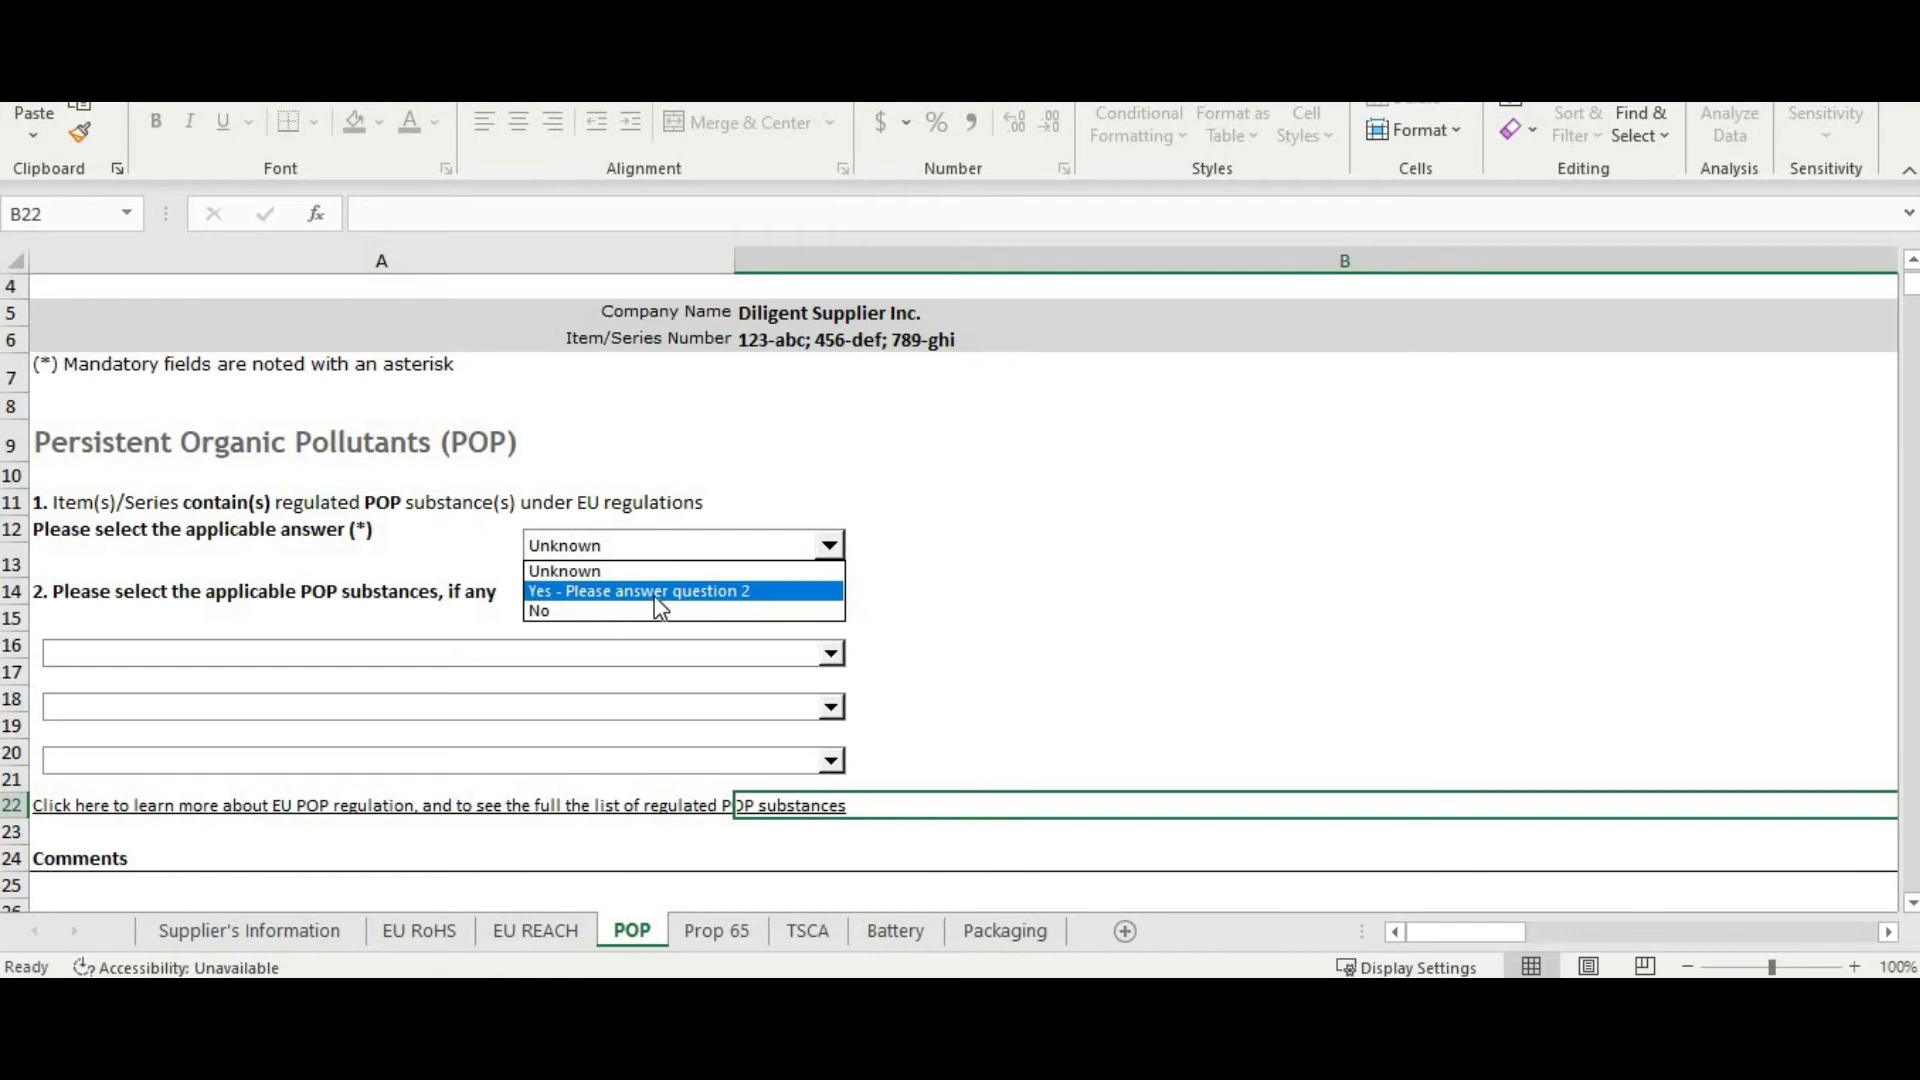 Paste
B I U
A
Merge & Center
$ % 9
Conditional Formatting
Format as Table
Cell Styles
Format
Sort & Filter
Find & Select
Analyze Data
Sensitivity
Clipboard Font Alignment Number Styles Cells Editing Analysis Sensitivity
B22
fx
A B
4
5 Company Name Diligent Supplier Inc.
6 Item/Series Number 123-abc; 456-def; 789-ghi
7 (*) Mandatory fields are noted with an asterisk
8
9 Persistent Organic Pollutants (POP)
10
11 1. Item(s)/Series contain(s) regulated POP substance(s) under EU regulations
12 Please select the applicable answer (*)
Unknown
13
Unknown
14 2. Please select the applicable POP substances, if any
Yes - Please answer question 2
No
15
16
17
18
19
20
21
22 Click here to learn more about EU POP regulation, and to see the full the list of regulated POP substances
23
24 Comments
25
Supplier's Information EU RoHS EU REACH POP Prop 65 TSCA Battery Packaging
Ready Accessibility: Unavailable Display Settings 100%